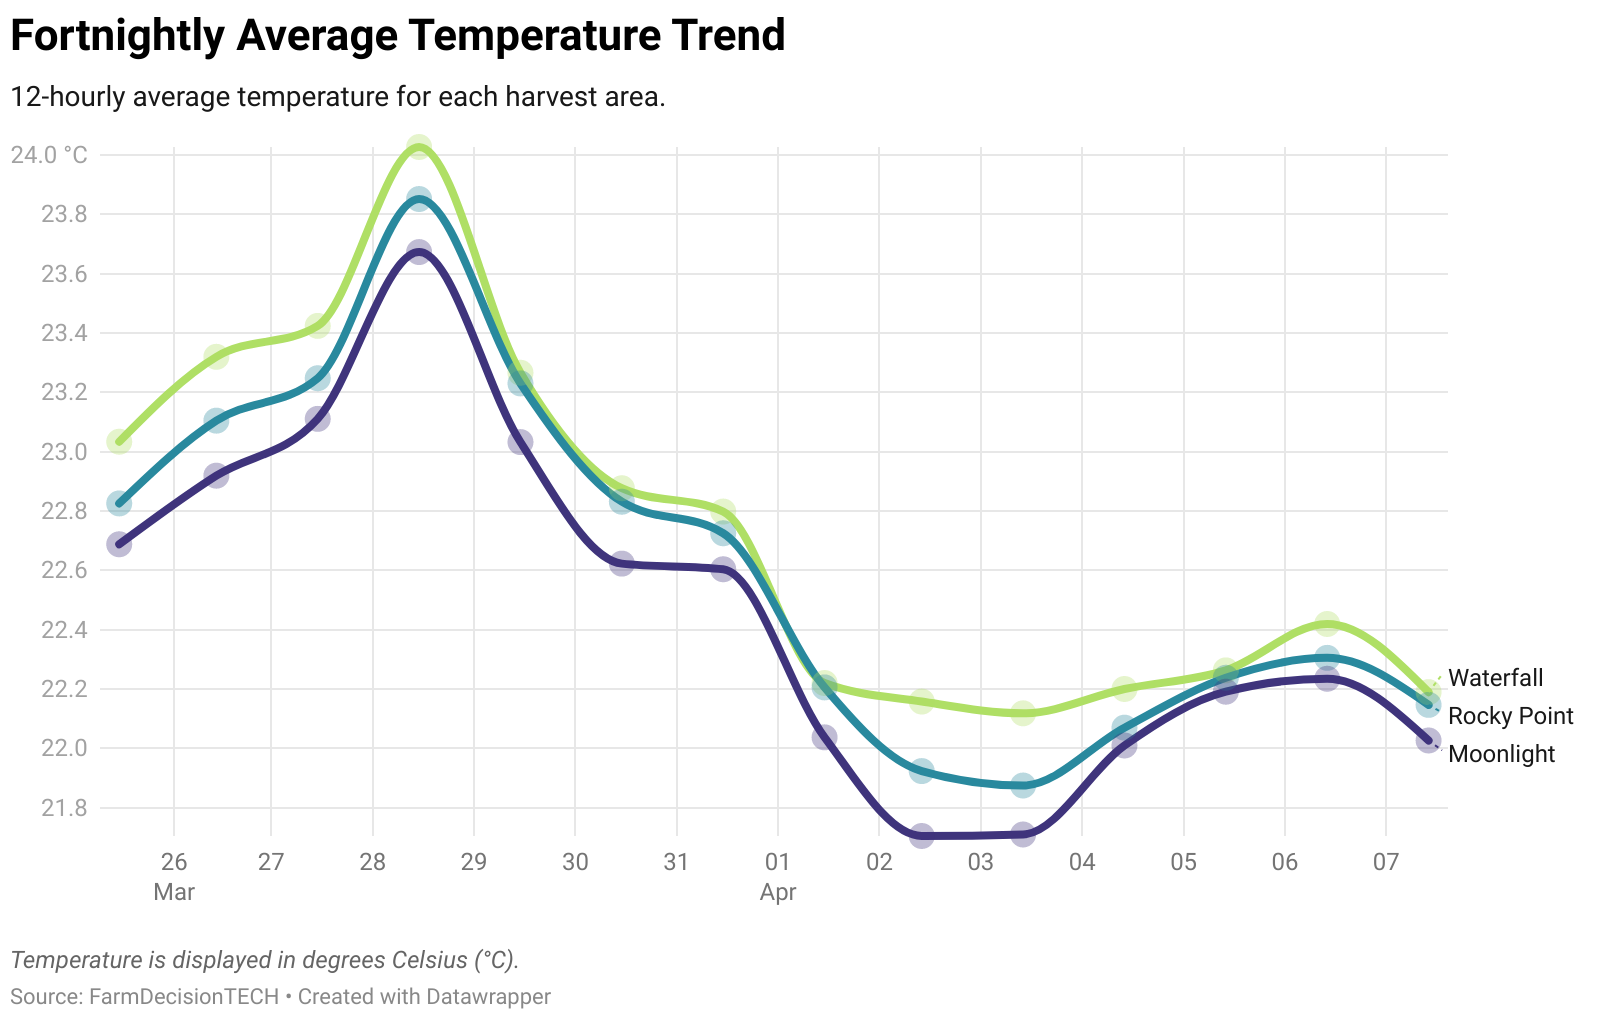 Fortnightly Average Temperature Trend
12-hourly average temperature for each harvest area.
24.0 °C
23.8
23.6
23.4
23.2
23.0
22.8
22.6
22.4
22.2
22.0
21.8
Waterfall
Rocky Point
Moonlight
26 27 28 29 30 31 01 02 03 04 05 06 07
Mar Apr
Temperature is displayed in degrees Celsius (°C).
Source: FarmDecisionTECH • Created with Datawrapper